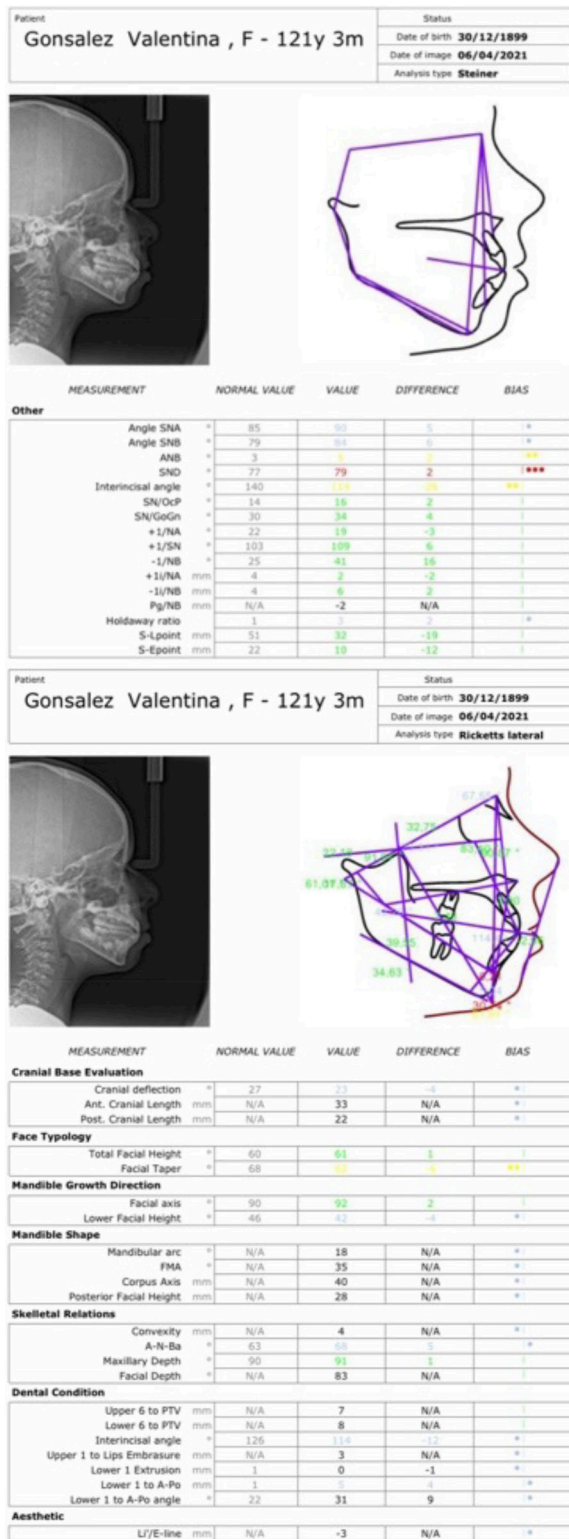 Patient
Gonsalez Valentina , F - 121y 3m
Status
Date of birth 30/12/1899
Date of image 06/04/2021
Analysis type Steiner
MEASUREMENT NORMAL VALUE VALUE DIFFERENCE BIAS
Other
Angle SNA ° 85 90 5 *
Angle SNB ° 79 84 6 *
ANB ° 3 **
SND ° 77 79 2 ***
Interincisal angle ° 140 114 -26 **
SN/OcP ° 14 16 2
SN/GoGn ° 30 34 4
+1/NA ° 22 19 -3
+1/SN ° 103 109 6
-1/NB ° 25 41 16
+1i/NA mm 4 2 -2
-1i/NB mm 4 6 2
Pg/NB mm N/A -2 N/A
Holdaway ratio 1 3 2 *
S-Lpoint mm 51 32 -19
S-Epoint mm 22 10 -12
Patient
Gonsalez Valentina , F - 121y 3m
Status
Date of birth 30/12/1899
Date of image 06/04/2021
Analysis type Ricketts lateral
32,75
39,55
34,63
MEASUREMENT NORMAL VALUE VALUE DIFFERENCE BIAS
Cranial Base Evaluation
Cranial deflection ° 27 23 -4 *
Ant. Cranial Length mm N/A 33 N/A *
Post. Cranial Length mm N/A 22 N/A *
Face Typology
Total Facial Height ° 60 61 1
Facial Taper ° 68 **
Mandible Growth Direction
Facial axis ° 90 92 2
Lower Facial Height ° 46 42 -4 *
Mandible Shape
Mandibular arc ° N/A 18 N/A *
FMA ° N/A 35 N/A *
Corpus Axis mm N/A 40 N/A *
Posterior Facial Height mm N/A 28 N/A *
Skelletal Relations
Convexity mm N/A 4 N/A *
A-N-Ba ° 63 68 5 *
Maxillary Depth ° 90 91 1
Facial Depth ° N/A 83 N/A
Dental Condition
Upper 6 to PTV mm N/A 7 N/A
Lower 6 to PTV mm N/A 8 N/A
Interincisal angle ° 126 114 -12 *
Upper 1 to Lips Embrasure mm N/A 3 N/A *
Lower 1 Extrusion mm 1 0 -1 *
Lower 1 to A-Po mm 1 5 4 *
Lower 1 to A-Po angle ° 22 31 9 *
Aesthetic
Li'/E-line mm N/A -3 N/A *